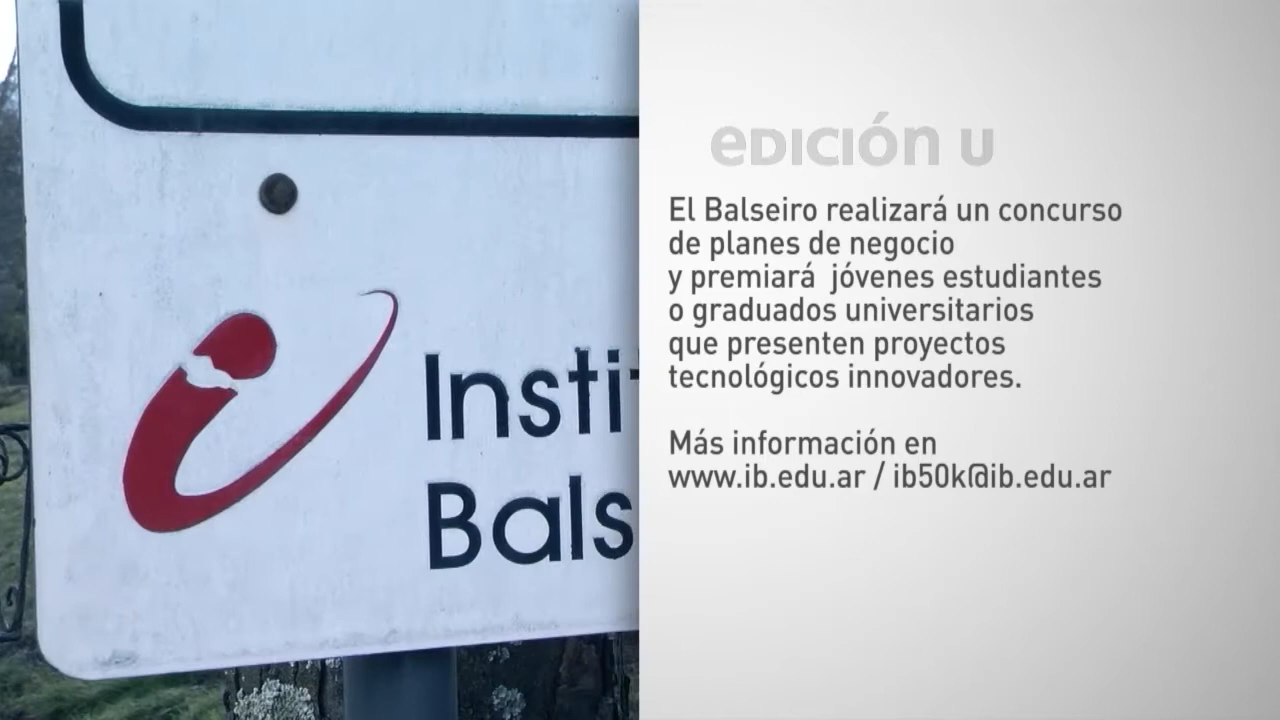 Insti
Bals
eDICIÓn U
El Balseiro realizará un concurso
de planes de negocio
y premiará  jóvenes estudiantes
o graduados universitarios
que presenten proyectos
tecnológicos innovadores.
Más información en
www.ib.edu.ar / ib50k@ib.edu.ar